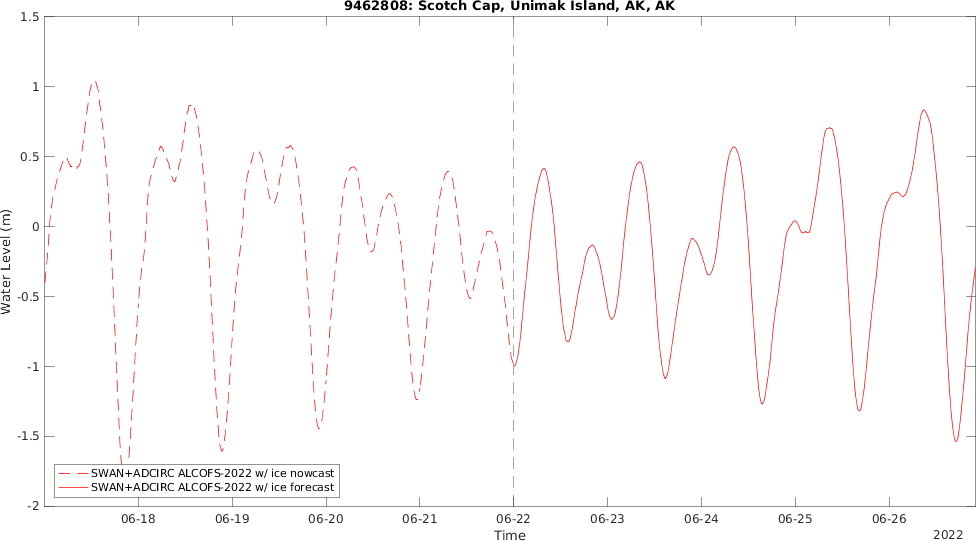 9462808: Scotch Cap, Unimak Island, AK, AK
1.5
1
0.5
0
-0.5
-1
-1.5
-2
Water Level (m)
SWAN+ADCIRC ALCOFS-2022 w/ ice nowcast
SWAN+ADCIRC ALCOFS-2022 w/ ice forecast
06-18 06-19 06-20 06-21 06-22 06-23 06-24 06-25 06-26
Time
2022